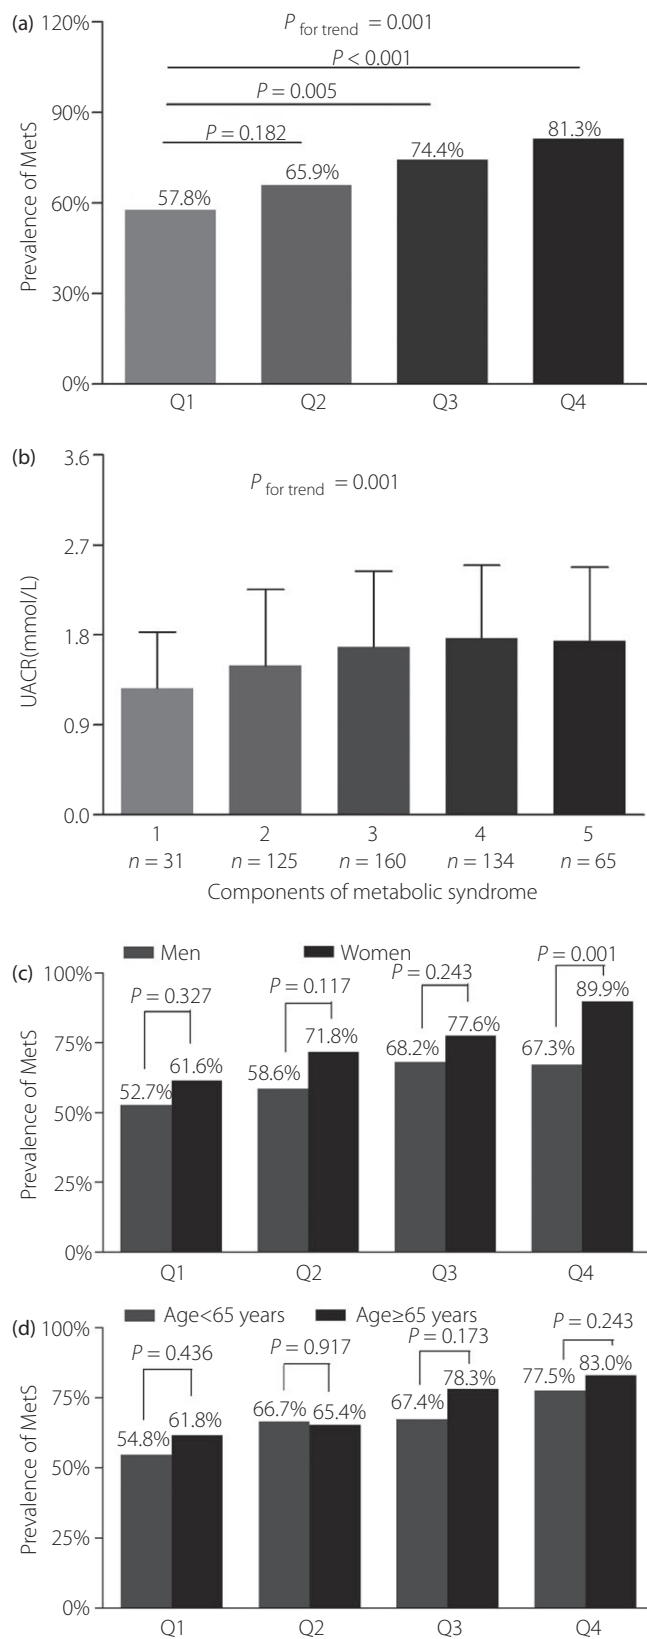 (a)
120%
90%
60%
30%
0%
Prevalence of MetS
P for trend = 0.001
P < 0.001
P = 0.005
P = 0.182
57.8%
65.9%
74.4%
81.3%
Q1 Q2 Q3 Q4
(b)
3.6
2.7
1.8
0.9
0.0
UACR(mmol/L)
P for trend = 0.001
1 2 3 4 5
n = 31 n = 125 n = 160 n = 134 n = 65
Components of metabolic syndrome
Men Women
(c)
100%
75%
50%
25%
0%
Prevalence of MetS
P = 0.327
P = 0.117
P = 0.243
P = 0.001
52.7% 61.6%
58.6% 71.8%
68.2% 77.6%
67.3% 89.9%
Q1 Q2 Q3 Q4
Age<65 years Age≥65 years
(d)
100%
75%
50%
25%
0%
Prevalence of MetS
P = 0.436
P = 0.917
P = 0.173
P = 0.243
54.8% 61.8%
66.7% 65.4%
67.4% 78.3%
77.5% 83.0%
Q1 Q2 Q3 Q4